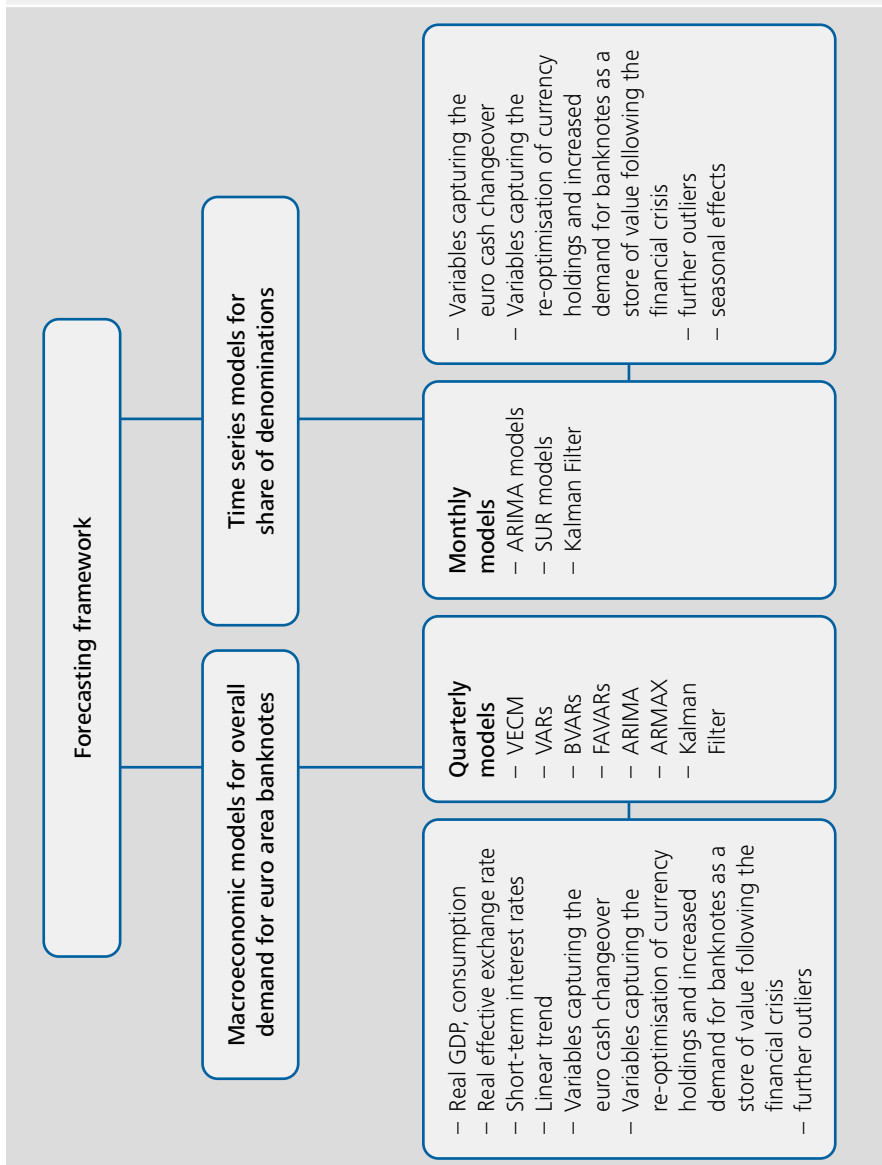 Forecasting framework
Macroeconomic models for overall
demand for euro area banknotes
Time series models for
share of denominations
– Real GDP, consumption
– Real effective exchange rate
– Short-term interest rates
– Linear trend
– Variables capturing the
euro cash changeover
– Variables capturing the
re-optimisation of currency
holdings and increased
demand for banknotes as a
store of value following the
financial crisis
– further outliers
Quarterly
models
– VECM
– VARs
– BVARs
– FAVARs
– ARIMA
– ARMAX
– Kalman
Filter
Monthly
models
– ARIMA models
– SUR models
– Kalman Filter
– Variables capturing the
euro cash changeover
– Variables capturing the
re-optimisation of currency
holdings and increased
demand for banknotes as a
store of value following the
financial crisis
– further outliers
– seasonal effects